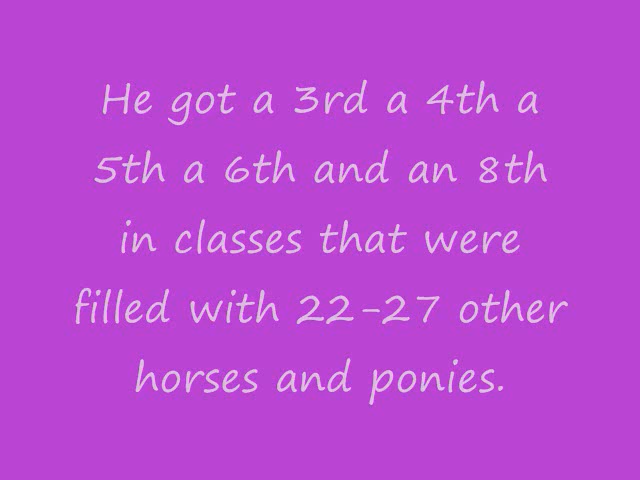 He got a 3rd a 4th a
5th a 6th and an 8th
in classes that were
filled with 22-27 other
horses and ponies.